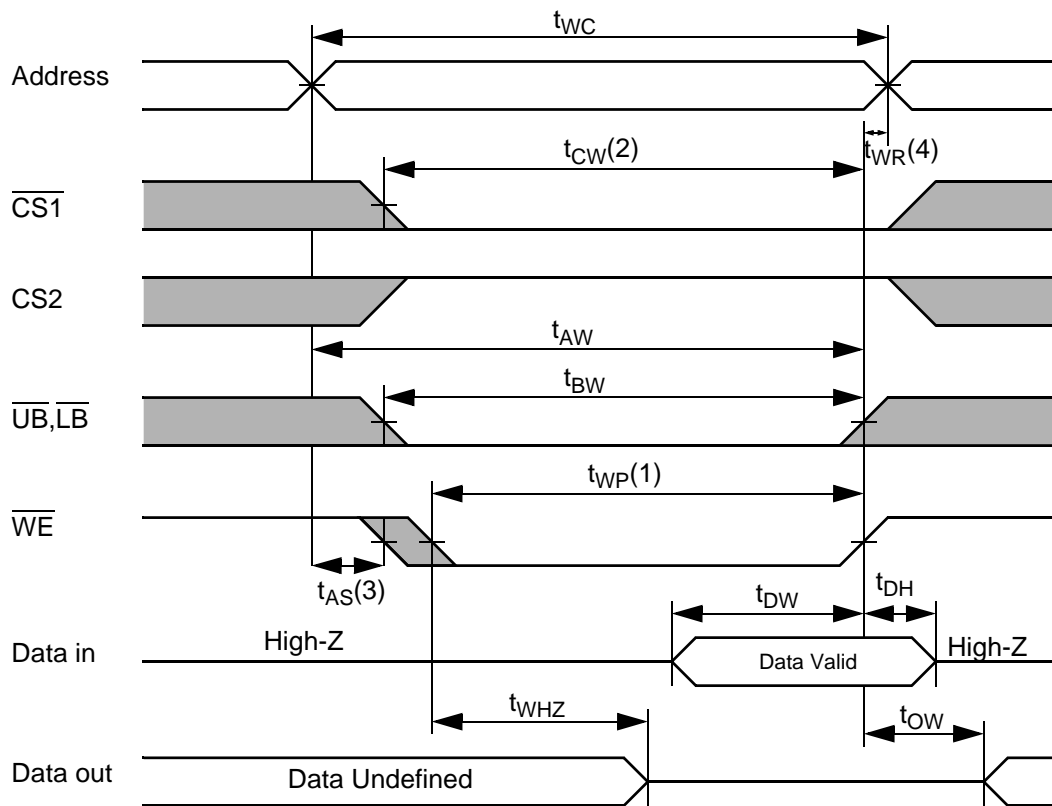 tWC
Address
tCW(2)
tWR(4)
CS1
CS2
tAW
tBW
UB,LB
tWP(1)
WE
tAS(3)
tDW
tDH
Data in
High-Z
Data Valid
High-Z
tWHZ
tOW
Data out
Data Undefined